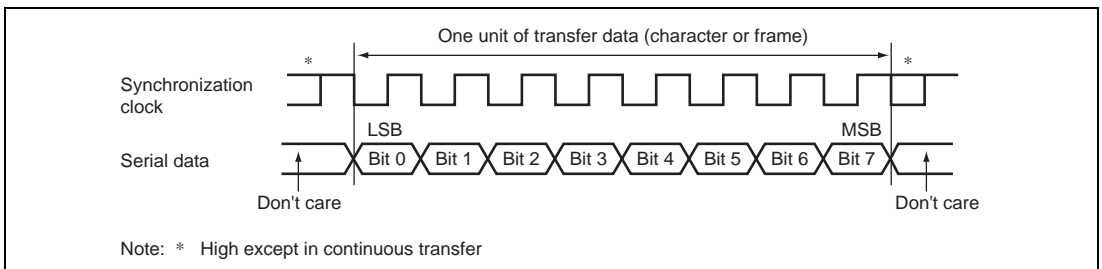 One unit of transfer data (character or frame)
* *
Synchronization
clock
LSB MSB
Serial data Bit 0 Bit 1 Bit 2 Bit 3 Bit 4 Bit 5 Bit 6 Bit 7
Don't care Don't care
Note: * High except in continuous transfer